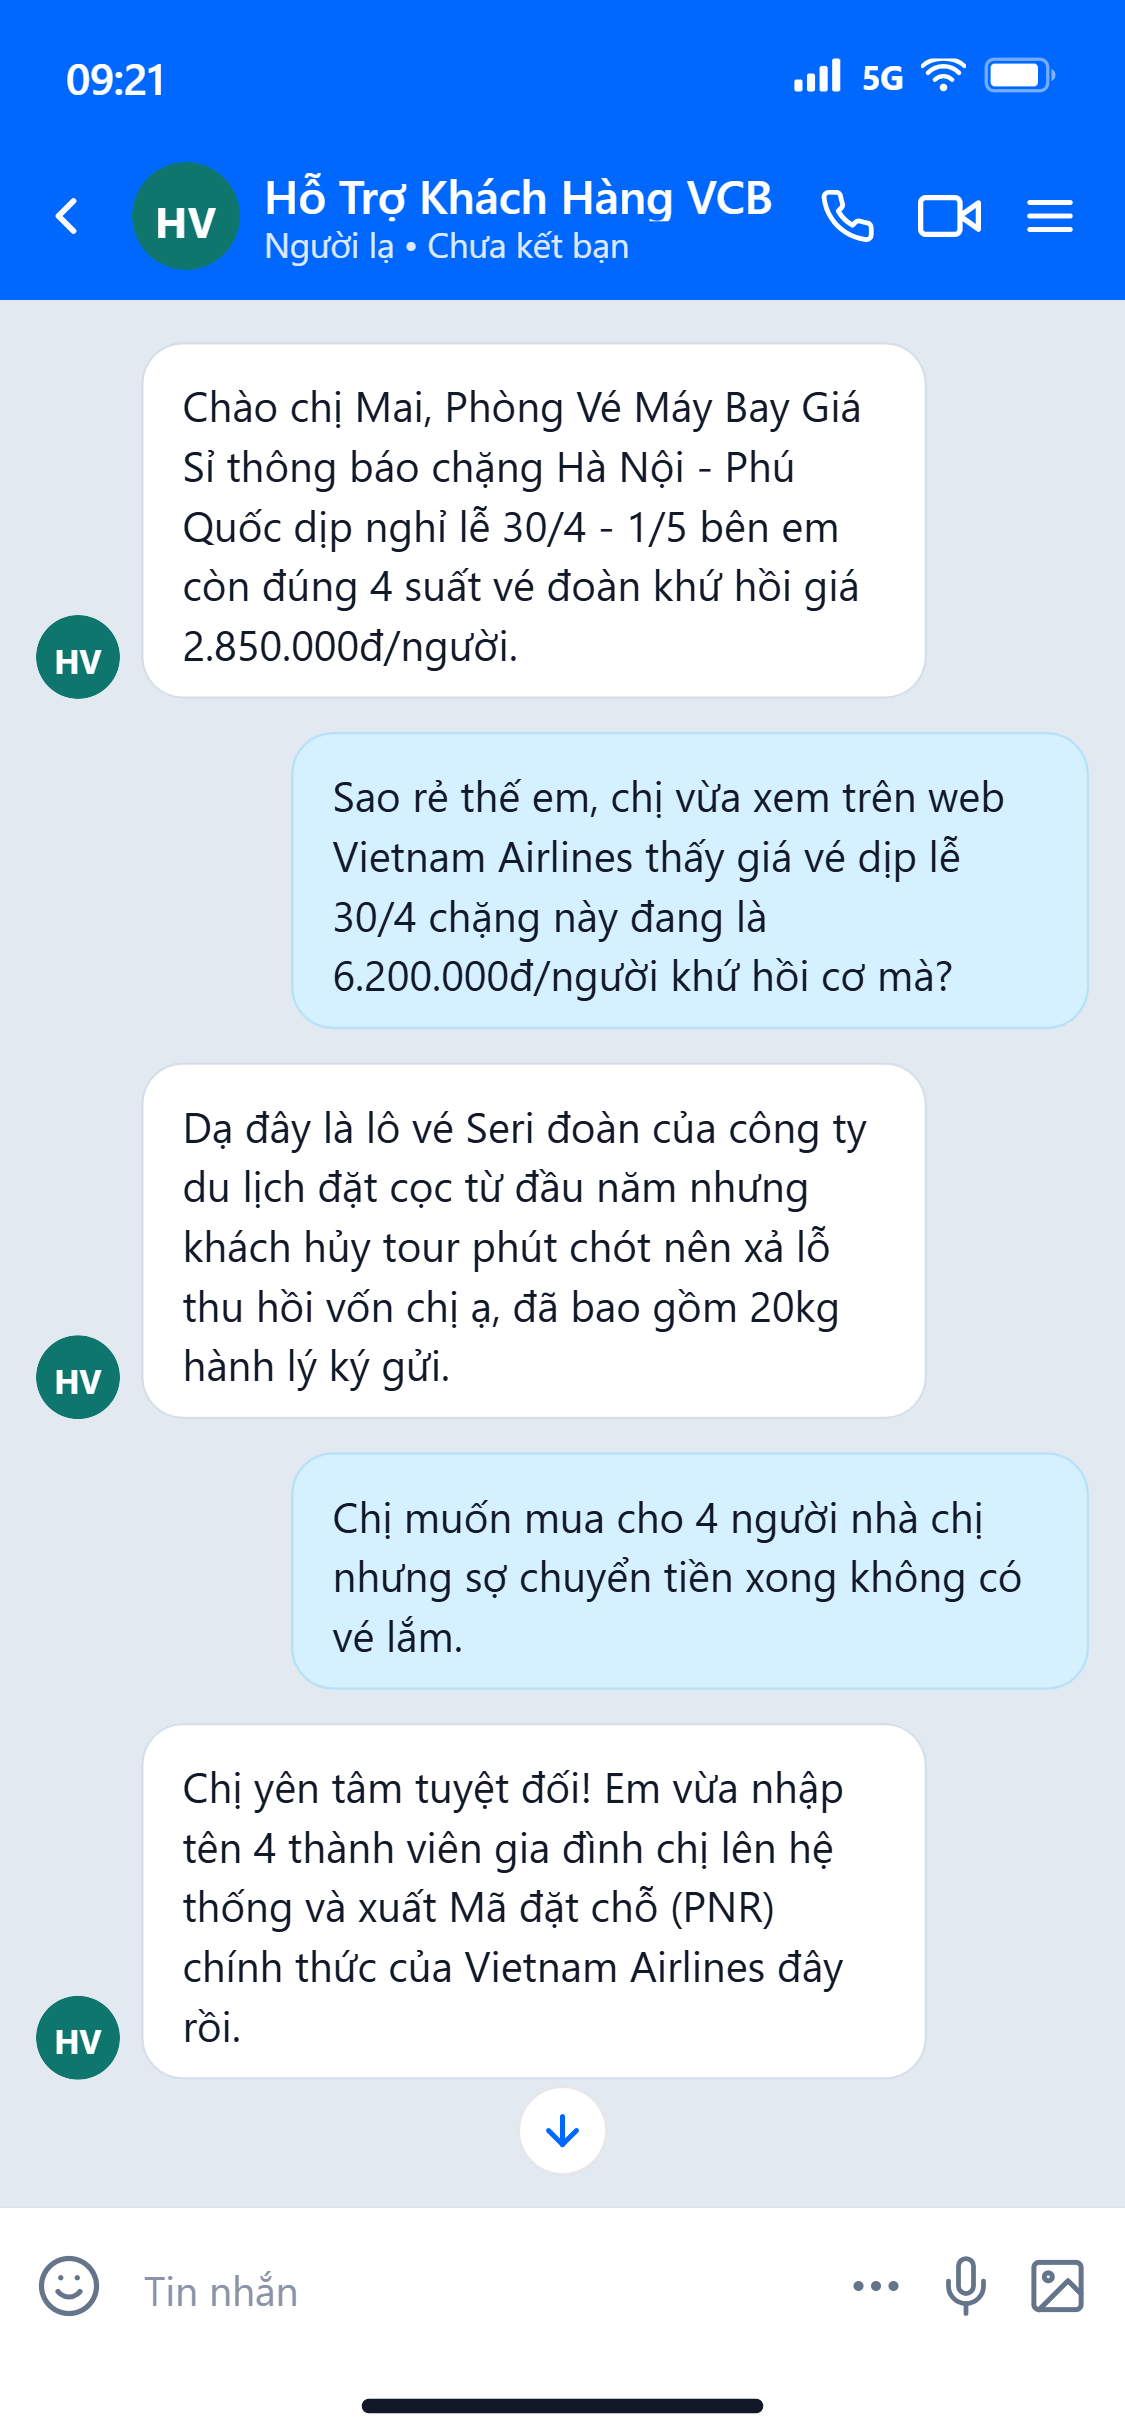 09:21
5G
HV
Hỗ Trợ Khách Hàng VCB
Người lạ • Chưa kết bạn
Chào chị Mai, Phòng Vé Máy Bay Giá
Sỉ thông báo chặng Hà Nội - Phú
Quốc dịp nghỉ lễ 30/4 - 1/5 bên em
còn đúng 4 suất vé đoàn khứ hồi giá
2.850.000đ/người.
HV
Sao rẻ thế em, chị vừa xem trên web
Vietnam Airlines thấy giá vé dịp lễ
30/4 chặng này đang là
6.200.000đ/người khứ hồi cơ mà?
Dạ đây là lô vé Seri đoàn của công ty
du lịch đặt cọc từ đầu năm nhưng
khách hủy tour phút chót nên xả lỗ
thu hồi vốn chị ạ, đã bao gồm 20kg
hành lý ký gửi.
HV
Chị muốn mua cho 4 người nhà chị
nhưng sợ chuyển tiền xong không có
vé lắm.
Chị yên tâm tuyệt đối! Em vừa nhập
tên 4 thành viên gia đình chị lên hệ
thống và xuất Mã đặt chỗ (PNR)
chính thức của Vietnam Airlines đây
rồi.
HV
Tin nhắn